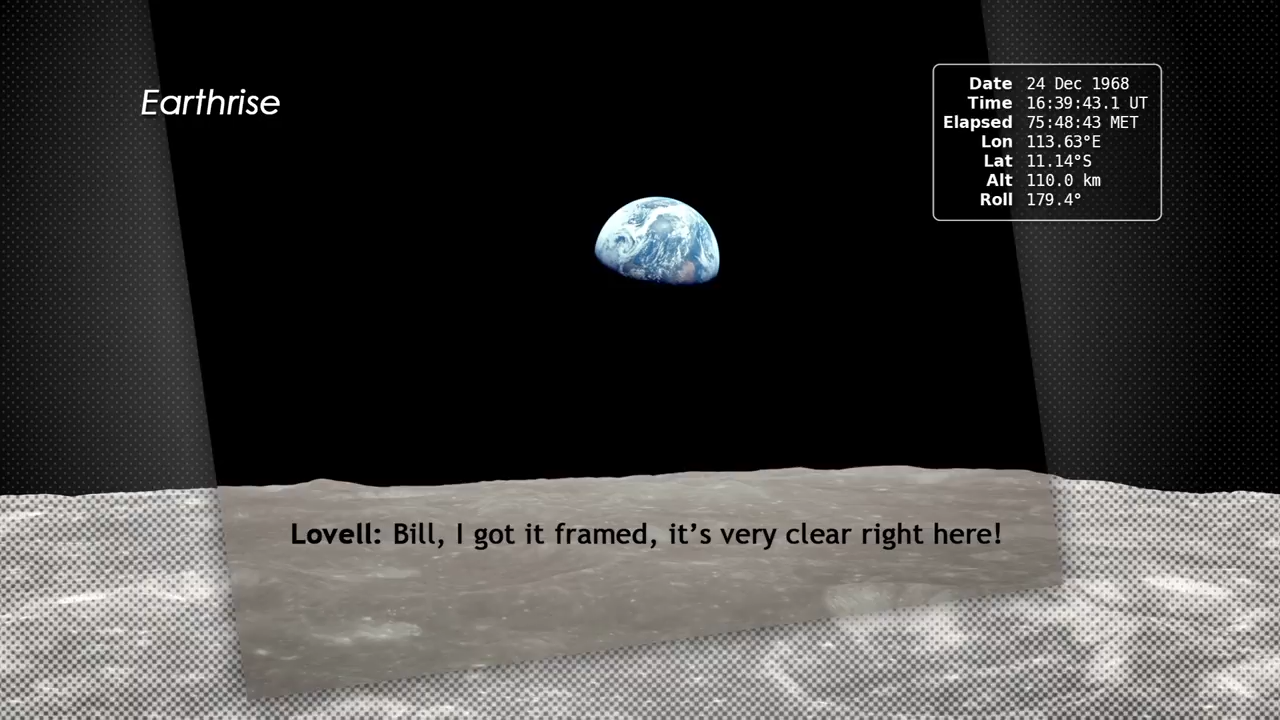 Earthrise
Date 24 Dec 1968
Time 16:39:43.1 UT
Elapsed 75:48:43 MET
Lon 113.63°E
Lat 11.14°S
Alt 110.0 km
Roll 179.4°
Lovell: Bill, I got it framed, it’s very clear right here!